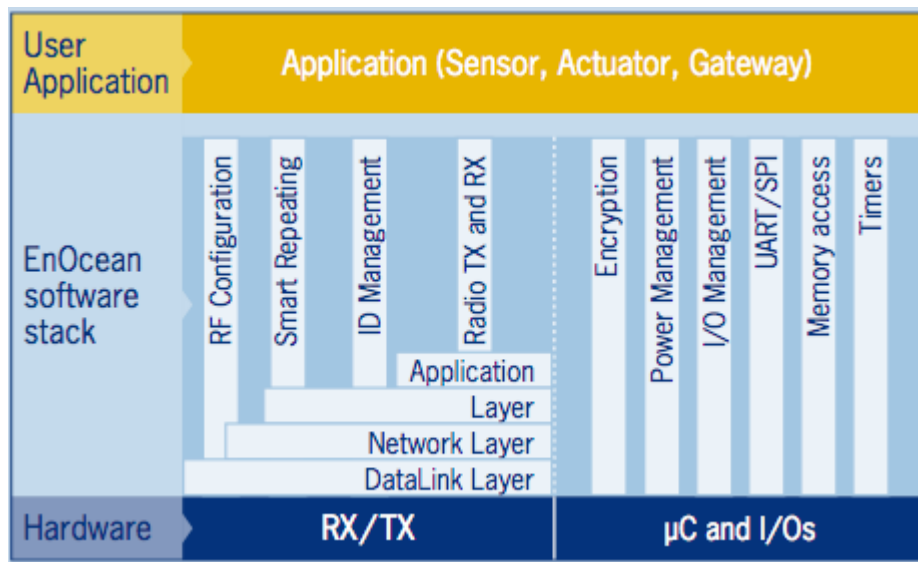 User
Application
Application (Sensor, Actuator, Gateway)
EnOcean
software
stack
RF Configuration
Smart Repeating
ID Management
Radio TX and RX
Application
Layer
Network Layer
DataLink Layer
Encryption
Power Management
I/O Management
UART/SPI
Memory access
Timers
Hardware
RX/TX
µC and I/Os